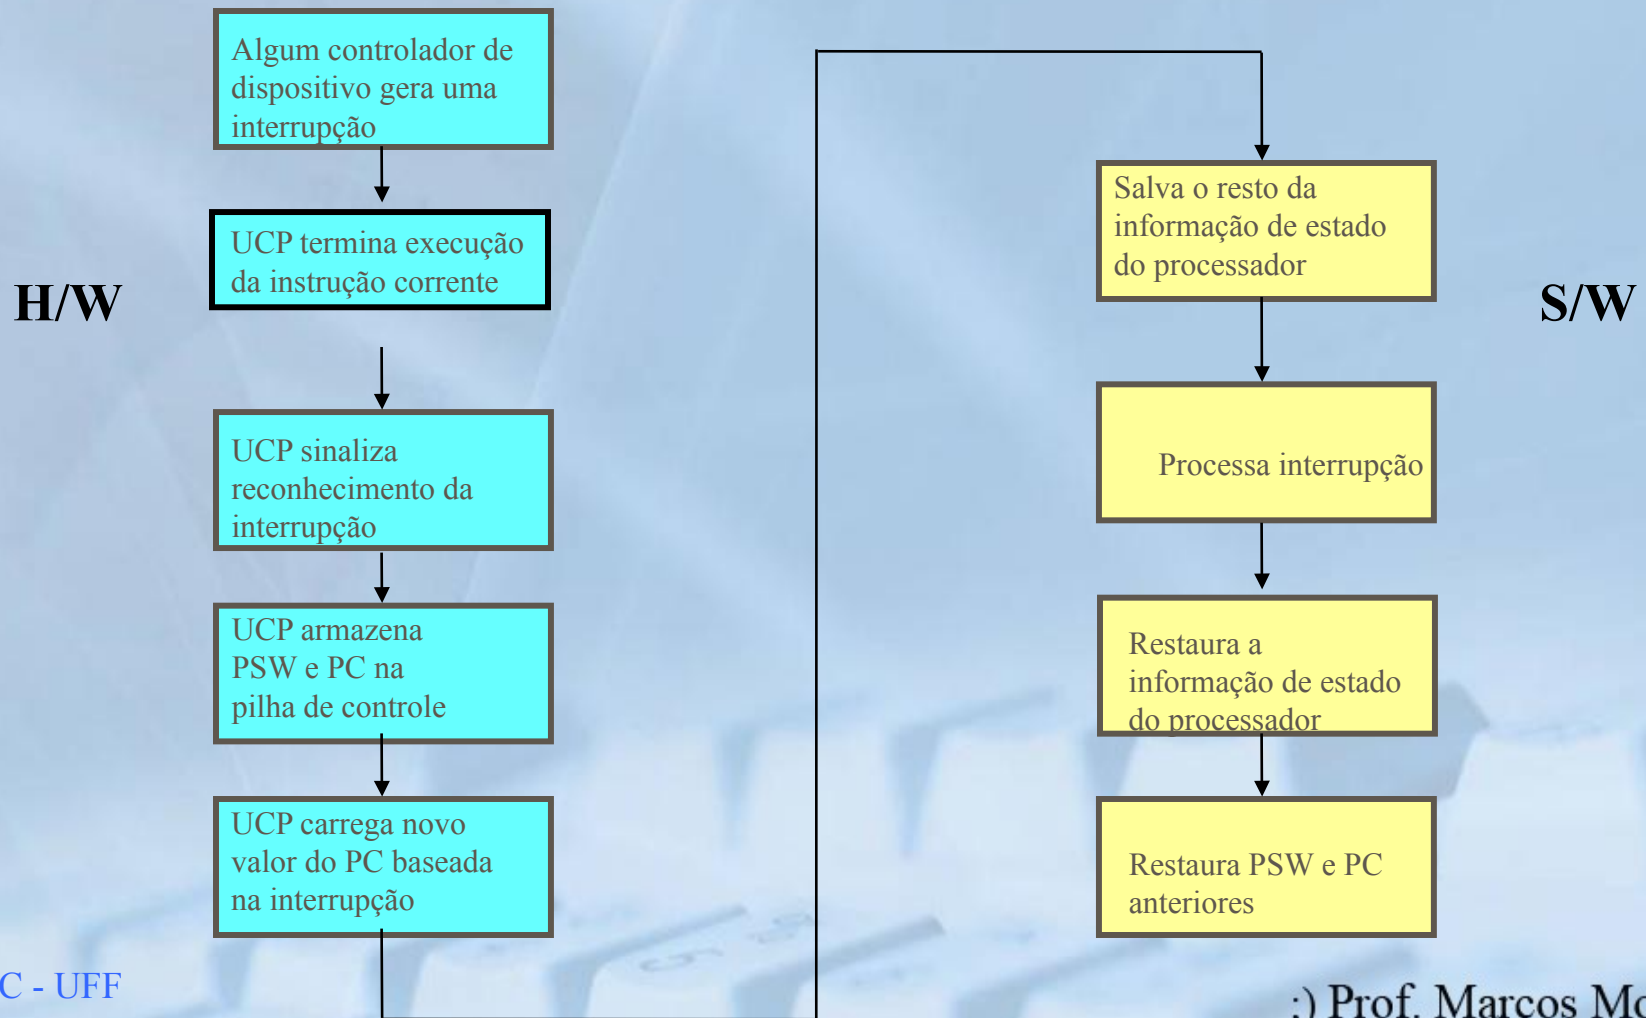 Algum controlador de
dispositivo gera uma
interrupção
UCP termina execução
da instrução corrente
H/W
UCP sinaliza
reconhecimento da
interrupção
UCP armazena
PSW e PC na
pilha de controle
UCP carrega novo
valor do PC baseada
na interrupção
Salva o resto da
informação de estado
do processador
S/W
Processa interrupção
Restaura a
informação de estado
do processador
Restaura PSW e PC
anteriores
C - UFF
:) Prof. Marcos